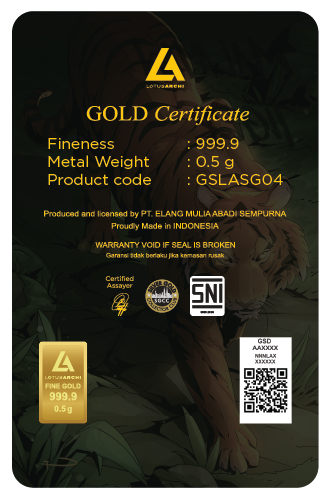 LOTUSARCHI
GOLD Certificate
Fineness : 999.9
Metal Weight : 0.5 g
Product code : GSLASG04
Produced and licensed by PT. ELANG MULIA ABADI SEMPURNA
Proudly Made in INDONESIA
WARRANTY VOID IF SEAL IS BROKEN
Garansi tidak berlaku jika kemasan rusak
Certified
Assayer
SGCC
SNI
LOTUSARCHI
FINE GOLD
999.9
0.5 g
GSD
AAXXXX
NNNLAX
XXXXXX